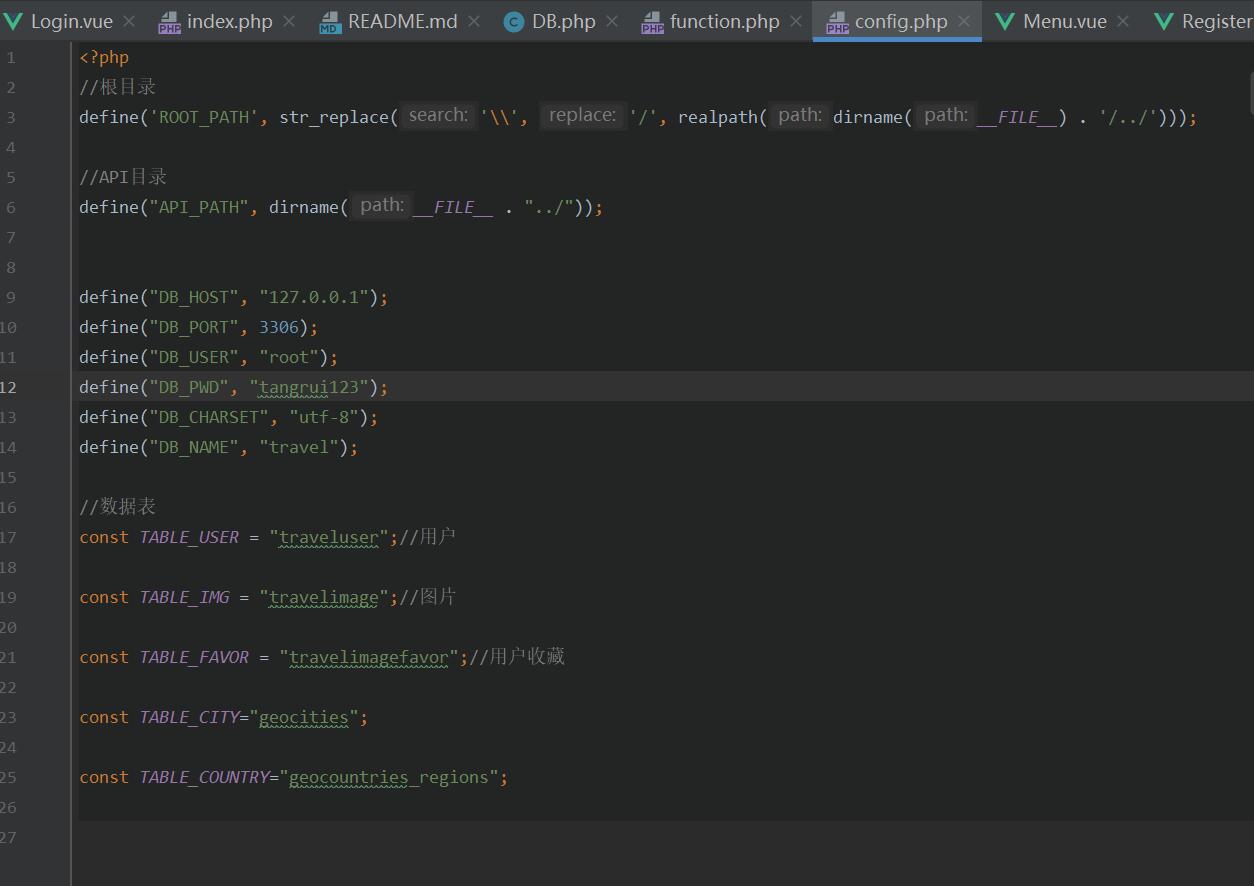 Login.vue index.php README.md DB.php function.php config.php Menu.vue Register
1 <?php
2 //根目录
3 define('ROOT_PATH', str_replace( search: '\\', replace: '/', realpath( path: dirname( path: __FILE__) . '/../')));
4
5 //API目录
6 define("API_PATH", dirname( path: __FILE__ . "../"));
7
8
9 define("DB_HOST", "127.0.0.1");
10 define("DB_PORT", 3306);
11 define("DB_USER", "root");
12 define("DB_PWD", "tangrui123");
13 define("DB_CHARSET", "utf-8");
14 define("DB_NAME", "travel");
15
16 //数据表
17 const TABLE_USER = "traveluser";//用户
18
19 const TABLE_IMG = "travelimage";//图片
20
21 const TABLE_FAVOR = "travelimagefavor";//用户收藏
22
23 const TABLE_CITY="geocities";
24
25 const TABLE_COUNTRY="geocountries_regions";
26
27